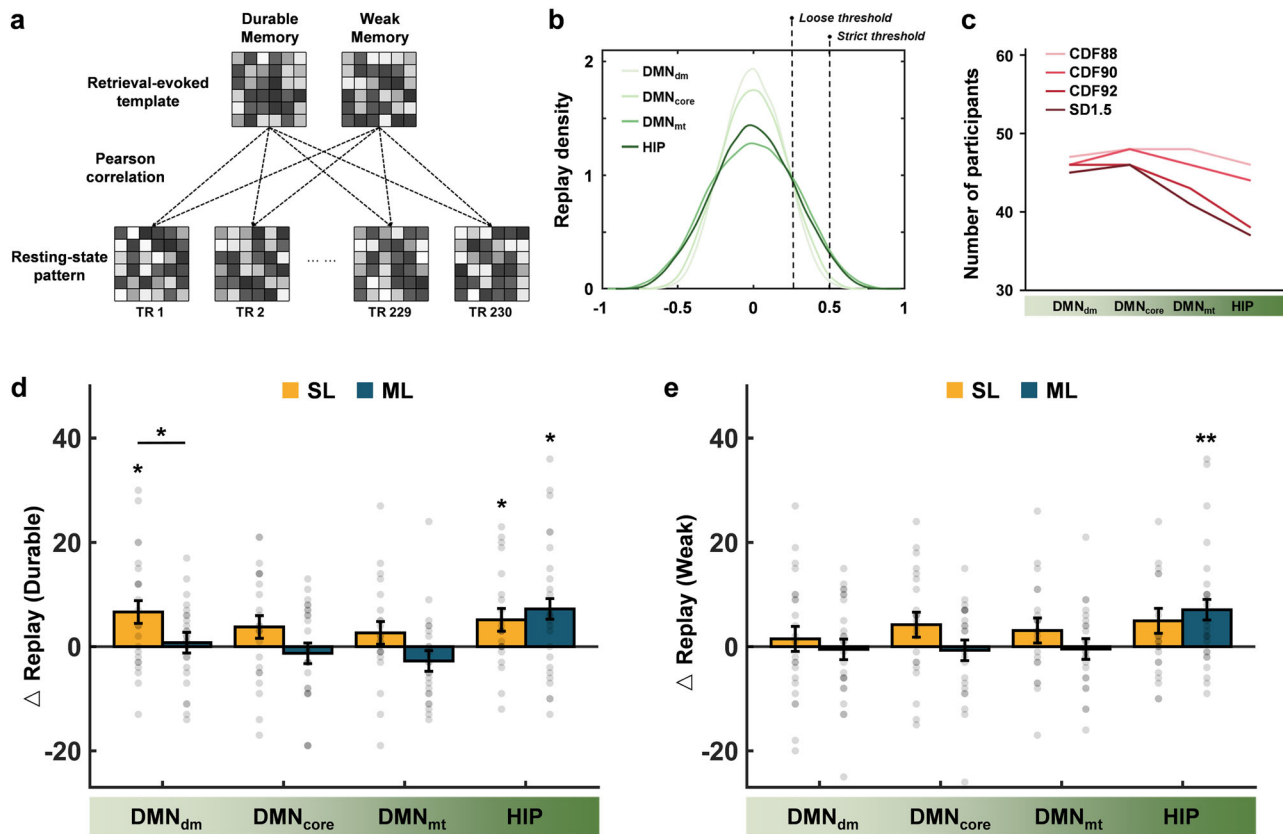 a
Durable
Memory
Weak
Memory
Retrieval-evoked
template
Pearson
correlation
Resting-state
pattern
... ...
TR 1
TR 2
TR 229
TR 230
b
Loose threshold
Strict threshold
Replay density
2
1
0
DMNdm
DMNcore
DMNmt
HIP
-1
-0.5
0
0.5
1
c
Number of participants
60
50
40
30
CDF88
CDF90
CDF92
SD1.5
DMNdm
DMNcore
DMNmt
HIP
d
SL
ML
△ Replay (Durable)
40
20
0
-20
*
*
*
*
DMNdm
DMNcore
DMNmt
HIP
e
SL
ML
△ Replay (Weak)
40
20
0
-20
**
DMNdm
DMNcore
DMNmt
HIP